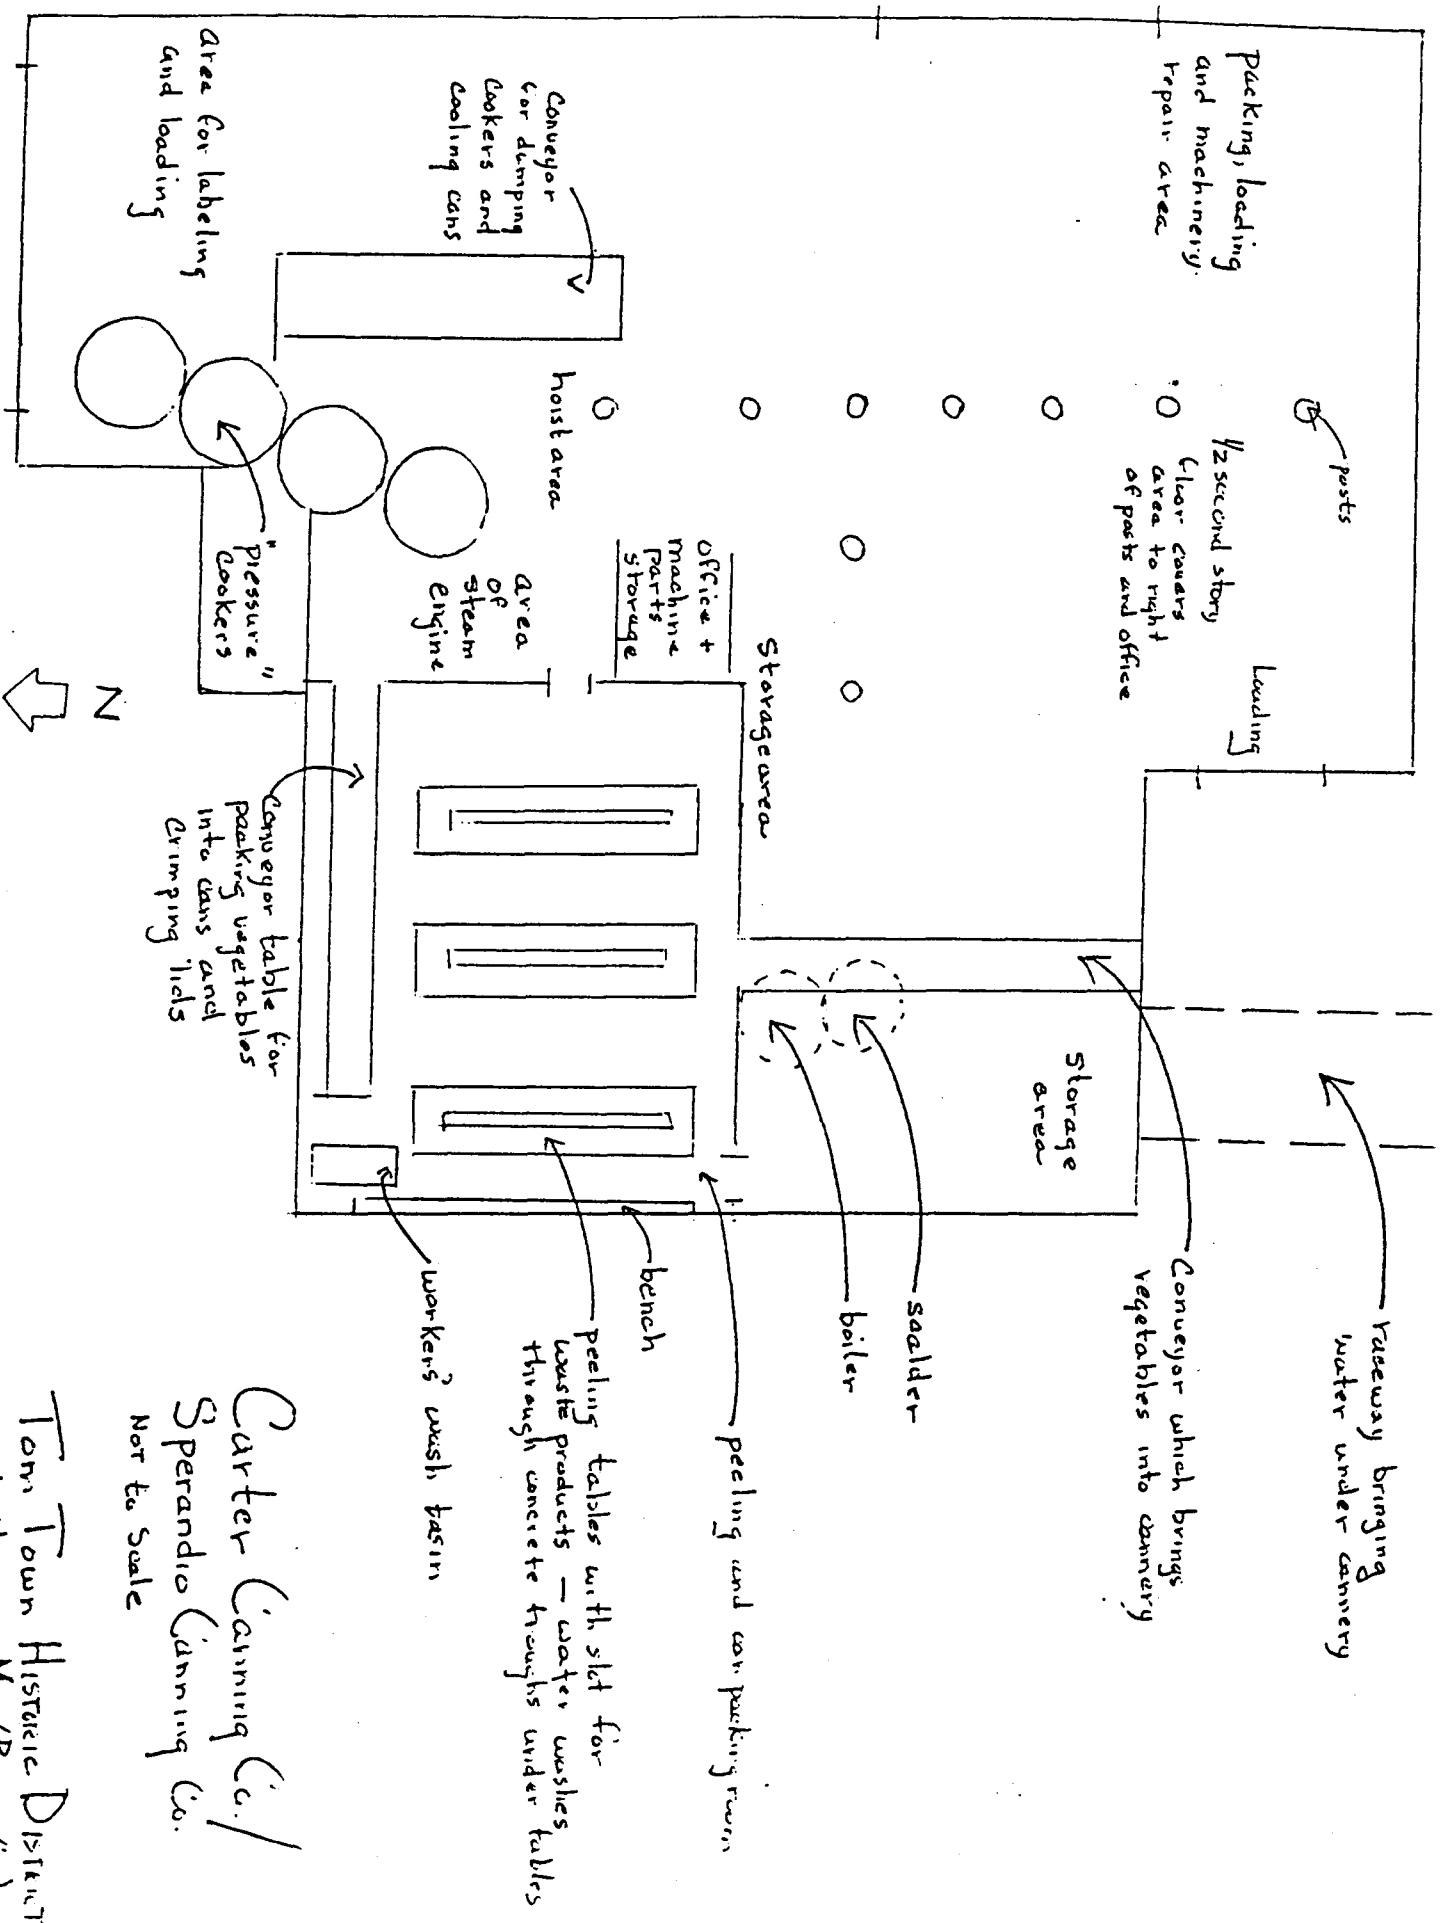 raceway bringing
water under cannery
Conveyor which brings
vegetables into cannery
Storage
area
scalder
boiler
peeling and can packing room
bench
peeling tables with slot for
waste products — water washes
through concrete troughs under tables
workers' wash basin
posts
Loading
1/2 second story,
floor covers
area to right
of posts and office
packing, loading
and machinery
repair area
Storage area
office +
machine
parts
storage
hoist area
area
of
steam
engine
Conveyor
for dumping
cookers and
cooling cans
"pressure"
cookers
area for labeling
and loading
Conveyor table for
packing vegetables
into cans and
crimping lids
N
Carter Canning Co./
Sperandio Canning Co.
Not to Scale
Tom Town Historic District